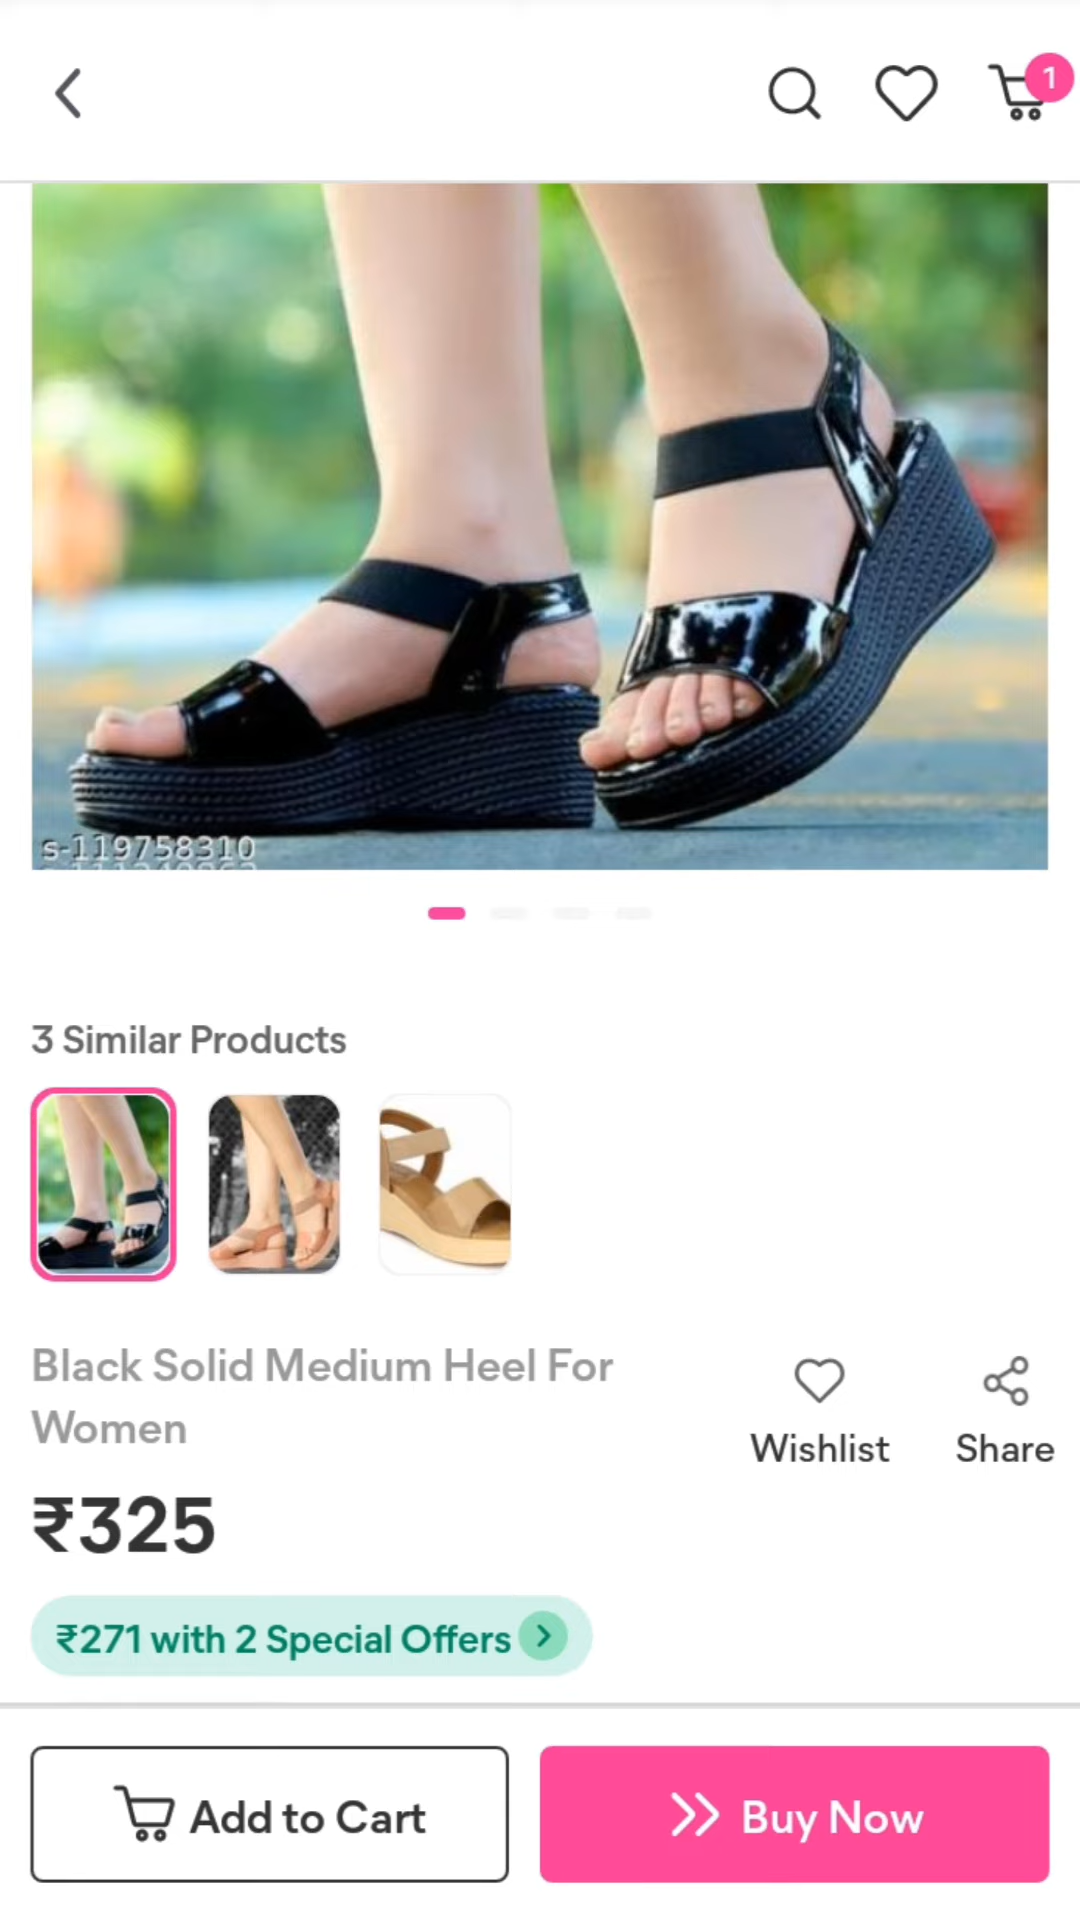 1
s-119758310
3 Similar Products
Black Solid Medium Heel For
Women
Wishlist
Share
₹325
₹271 with 2 Special Offers
Add to Cart
Buy Now